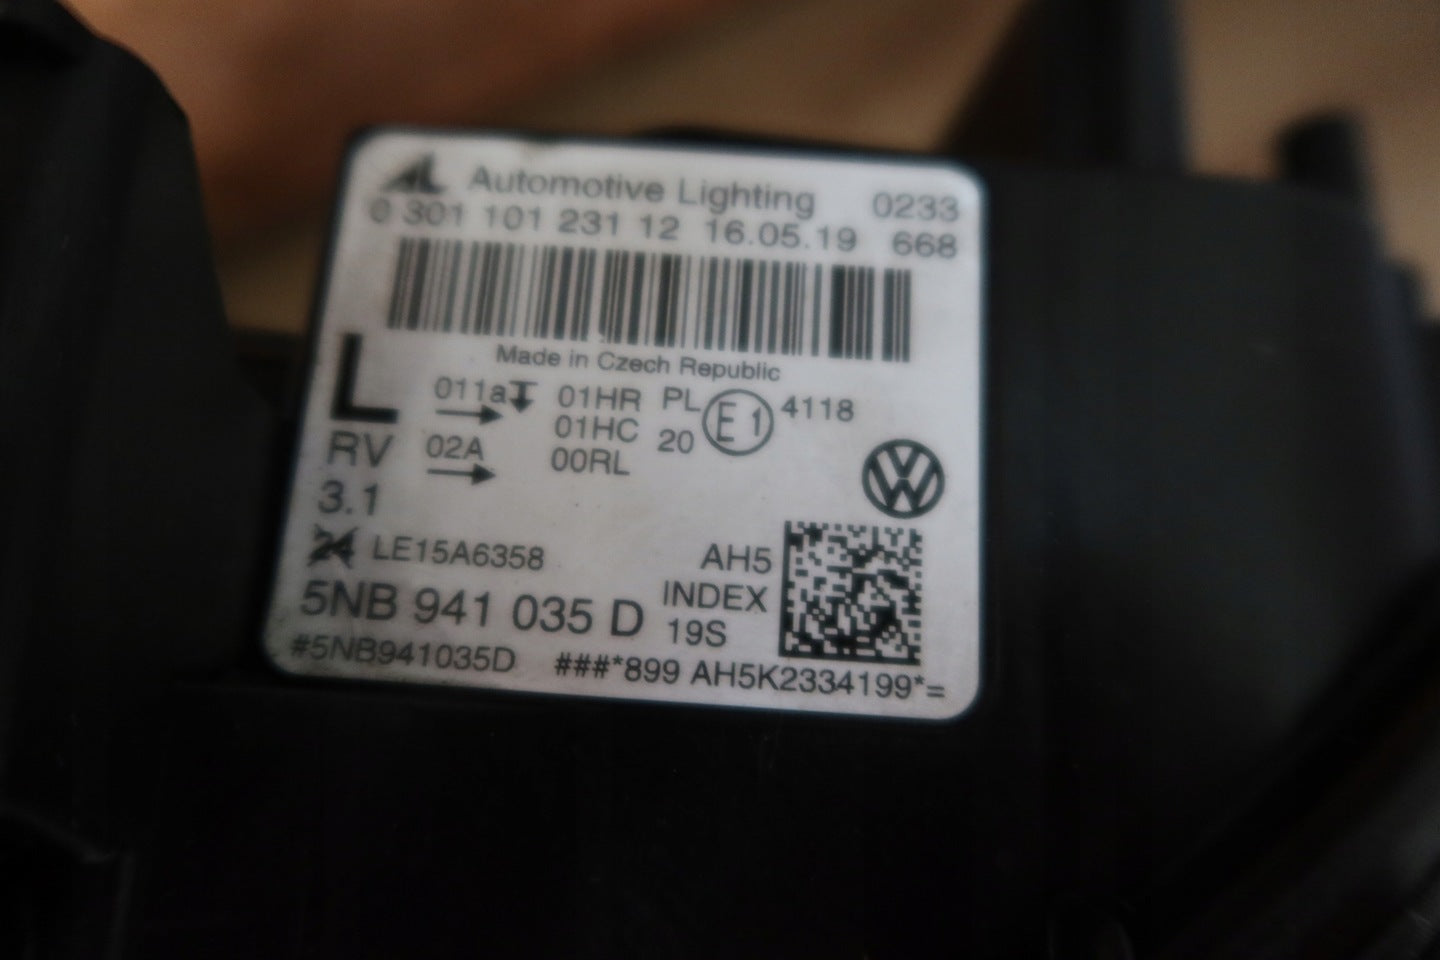 AL Automotive Lighting 0233
0 301 101 231 12 16.05.19 668
Made in Czech Republic
L 011a 01HR PL E1 4118
01HC 20
RV 02A 00RL
3.1
24 LE15A6358 AH5
5NB 941 035 D INDEX
19S
#5NB941035D ###*899 AH5K2334199*=